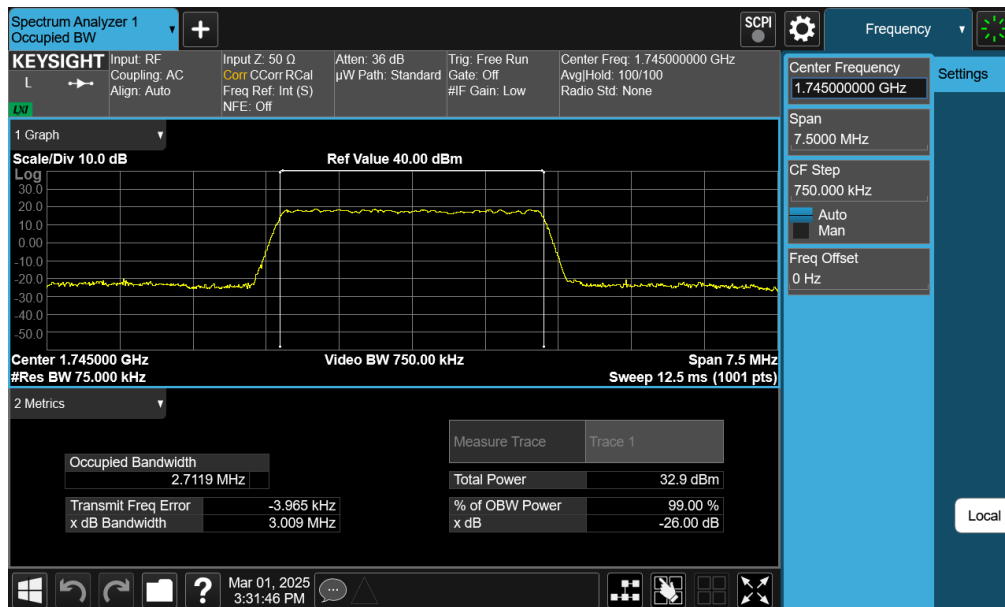 Spectrum Analyzer 1
Occupied BW
SCPI
Frequency
KEYSIGHT
L
LXI
Input: RF
Coupling: AC
Align: Auto
Input Z: 50 Ω
Corr CCorr RCal
Freq Ref: Int (S)
NFE: Off
Atten: 36 dB
µW Path: Standard
Trig: Free Run
Gate: Off
#IF Gain: Low
Center Freq: 1.745000000 GHz
Avg|Hold: 100/100
Radio Std: None
Center Frequency
1.745000000 GHz
Settings
Span
7.5000 MHz
CF Step
750.000 kHz
Auto
Man
Freq Offset
0 Hz
Local
1 Graph
Scale/Div 10.0 dB
Ref Value 40.00 dBm
Log
30.0
20.0
10.0
0.00
-10.0
-20.0
-30.0
-40.0
-50.0
Center 1.745000 GHz
Video BW 750.00 kHz
Span 7.5 MHz
#Res BW 75.000 kHz
Sweep 12.5 ms (1001 pts)
2 Metrics
Measure Trace Trace 1
Occupied Bandwidth
2.7119 MHz
Total Power 32.9 dBm
Transmit Freq Error -3.965 kHz
% of OBW Power 99.00 %
x dB Bandwidth 3.009 MHz
x dB -26.00 dB
?
Mar 01, 2025
3:31:46 PM